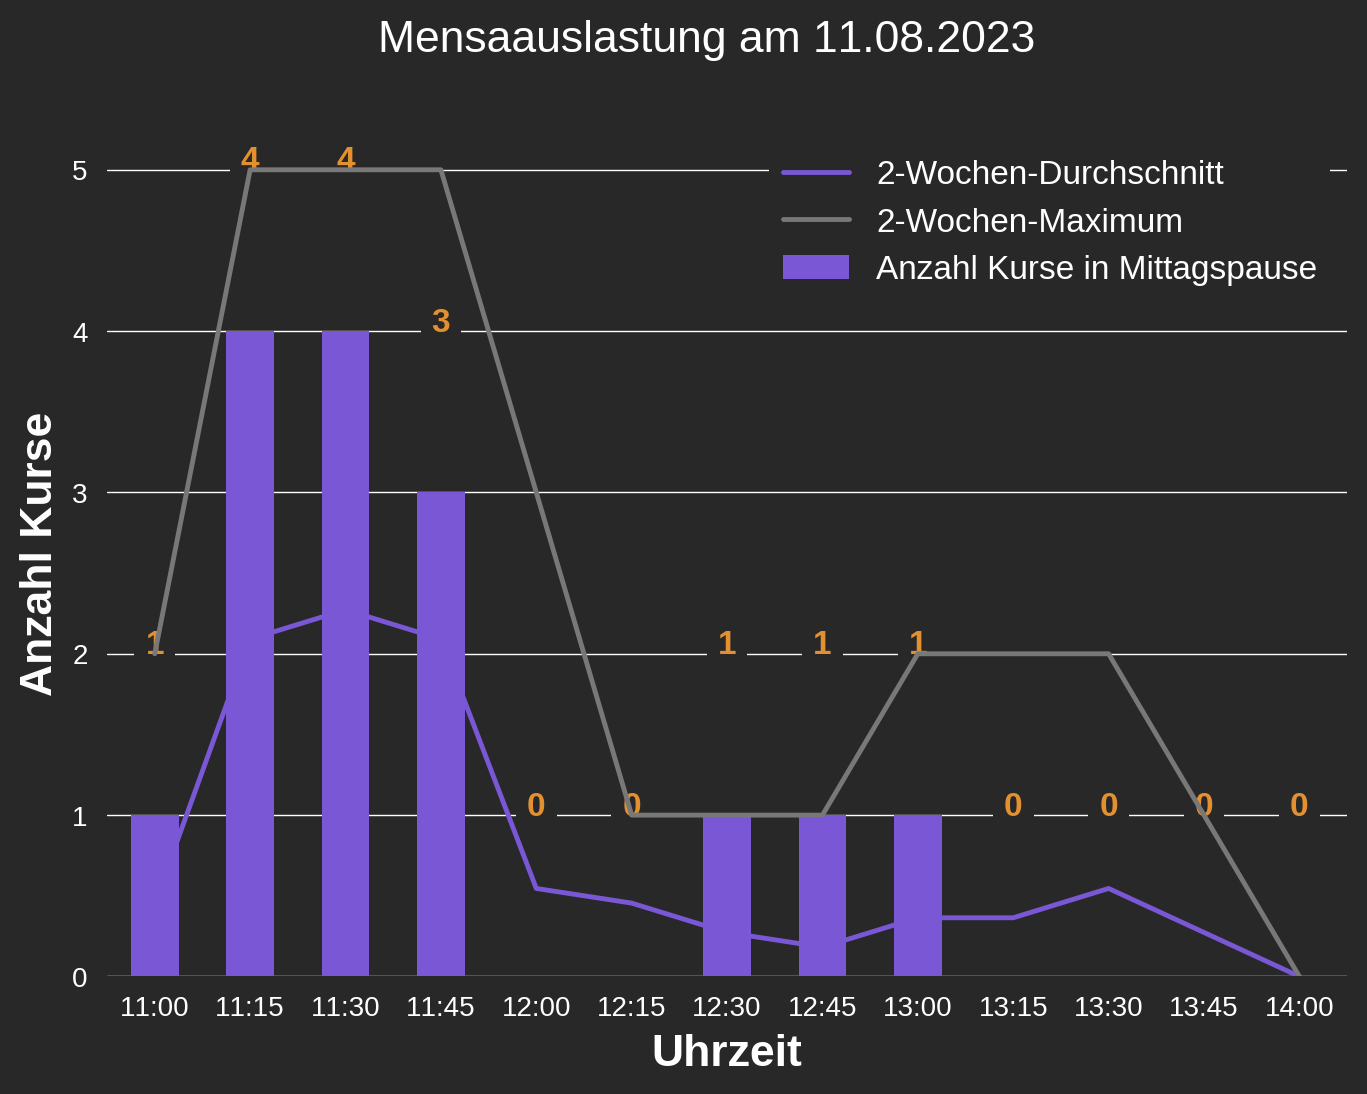 Mensaauslastung am 11.08.2023
2-Wochen-Durchschnitt
2-Wochen-Maximum
Anzahl Kurse in Mittagspause
Anzahl Kurse
5
4
3
2
1
0
4 4
3
1 1 1 1
0 0 0 0 0 0
11:00 11:15 11:30 11:45 12:00 12:15 12:30 12:45 13:00 13:15 13:30 13:45 14:00
Uhrzeit